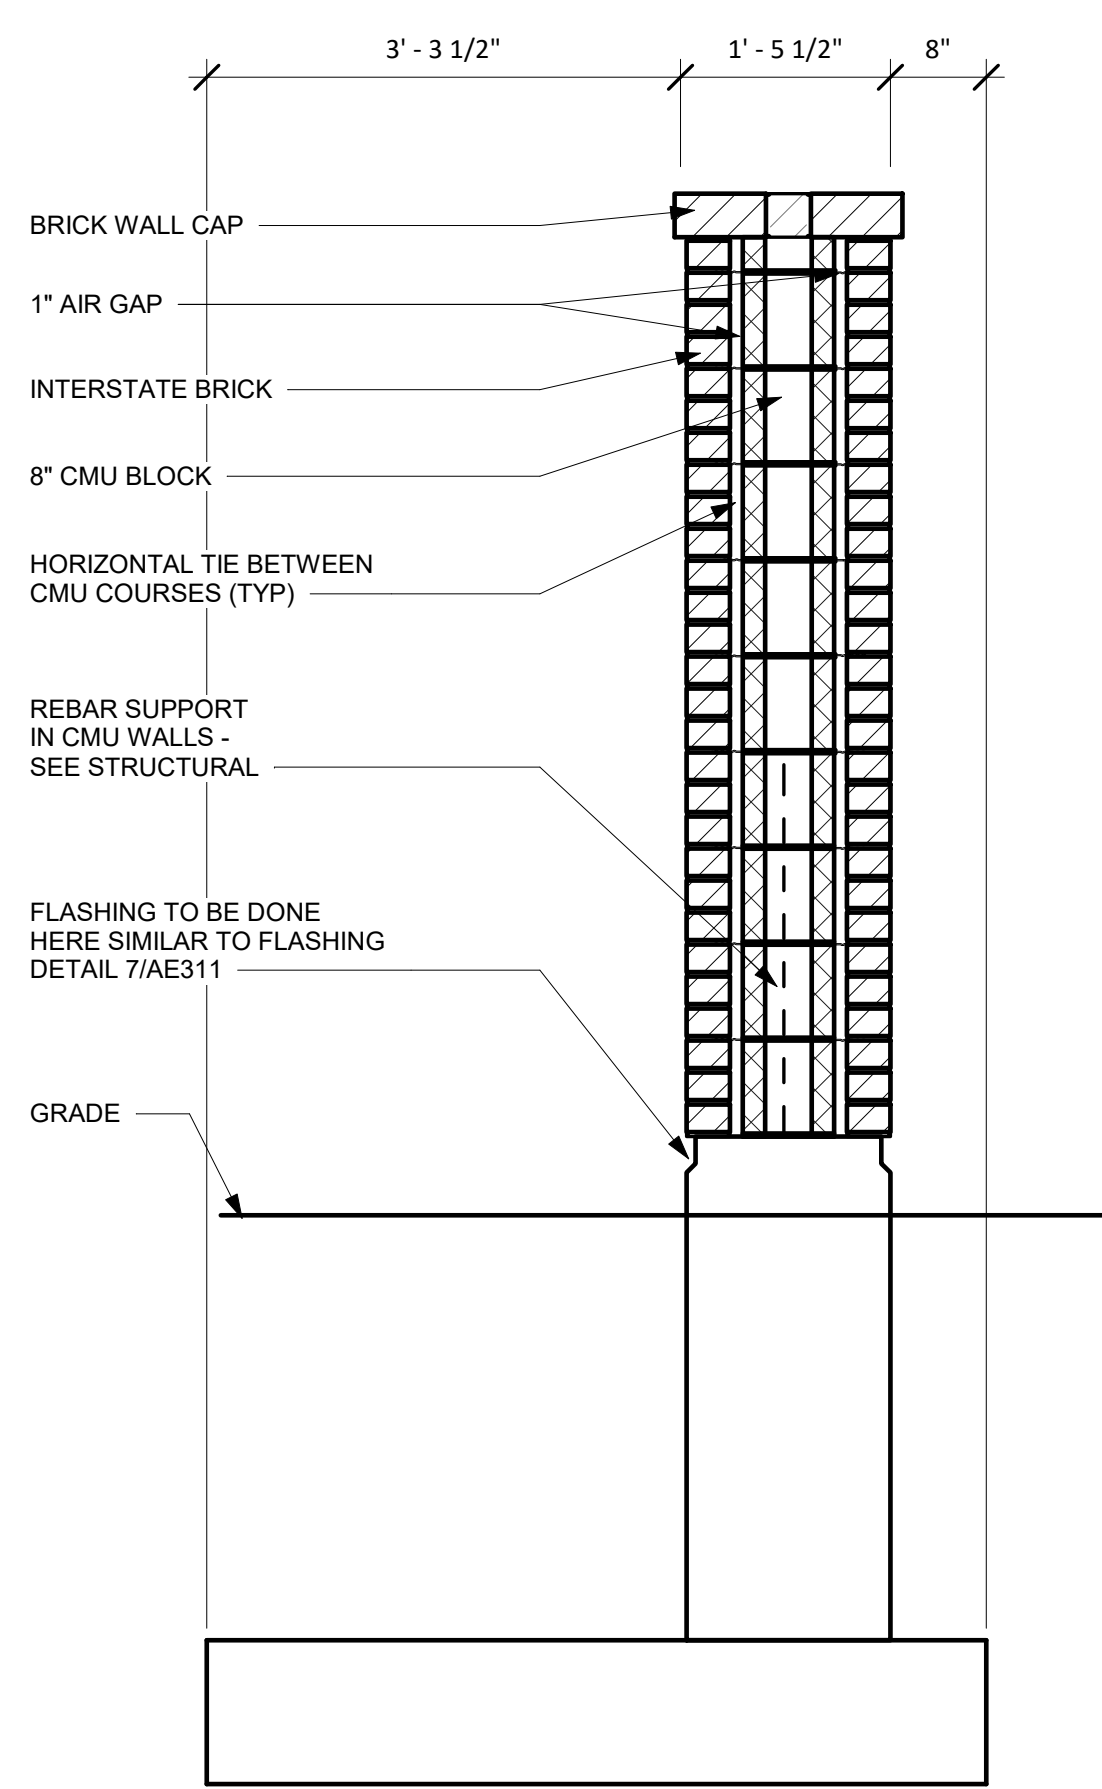 3' - 3 1/2"
1' - 5 1/2"
8"
BRICK WALL CAP
1" AIR GAP
INTERSTATE BRICK
8" CMU BLOCK
HORIZONTAL TIE BETWEEN
CMU COURSES (TYP)
REBAR SUPPORT
IN CMU WALLS -
SEE STRUCTURAL
FLASHING TO BE DONE
HERE SIMILAR TO FLASHING
DETAIL 7/AE311
GRADE